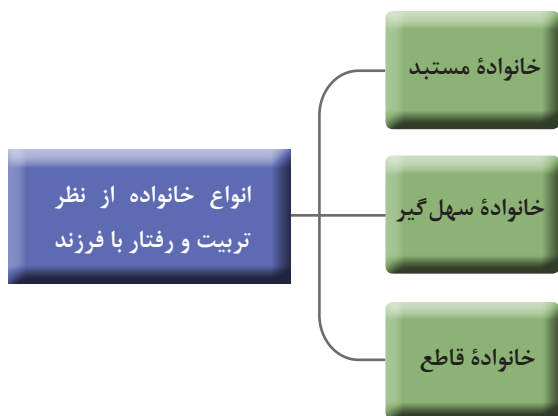 خانوادهٔ مستبد
انواع خانواده از نظر
تربیت و رفتار با فرزند
خانوادهٔ سهل‌گیر
خانوادهٔ قاطع